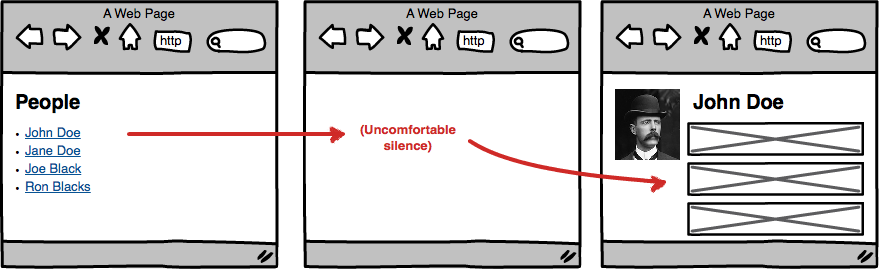 A Web Page
http
People
• John Doe
• Jane Doe
• Joe Black
• Ron Blacks
A Web Page
http
(Uncomfortable
silence)
A Web Page
http
John Doe